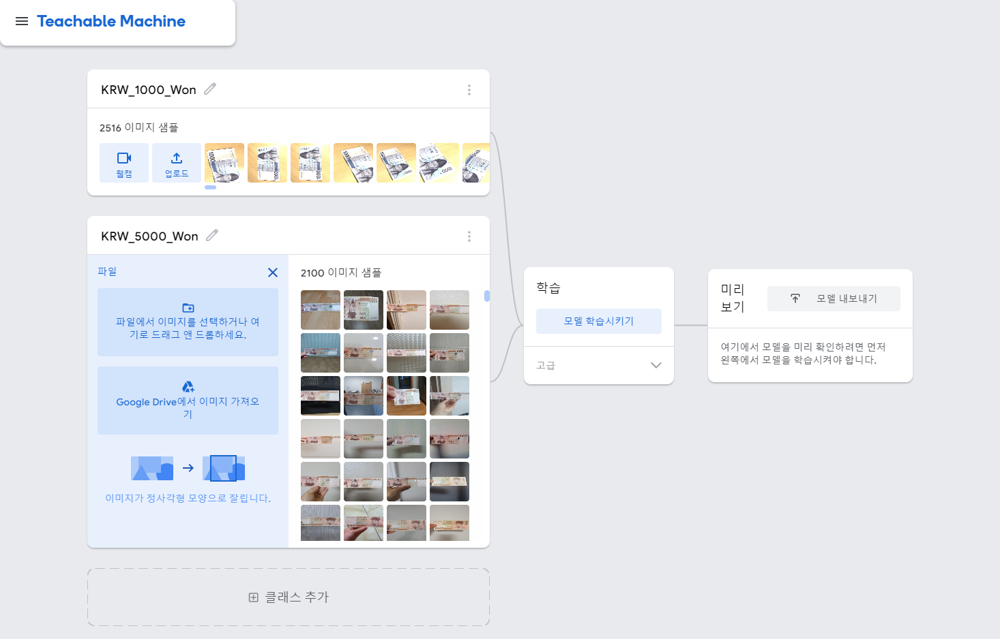 Teachable Machine
KRW_1000_Won
2516 이미지 샘플
웹캠
업로드
KRW_5000_Won
파일
파일에서 이미지를 선택하거나 여
기로 드래그 앤 드롭하세요.
Google Drive에서 이미지 가져오
기
이미지가 정사각형 모양으로 잘립니다.
2100 이미지 샘플
클래스 추가
학습
모델 학습시키기
고급
미리
보기
모델 내보내기
여기에서 모델을 미리 확인하려면 먼저
왼쪽에서 모델을 학습시켜야 합니다.